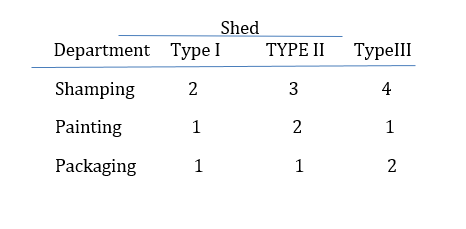 Shed
Department Type I TYPE II TypeIII
Shamping 2 3 4
Painting 1 2 1
Packaging 1 1 2